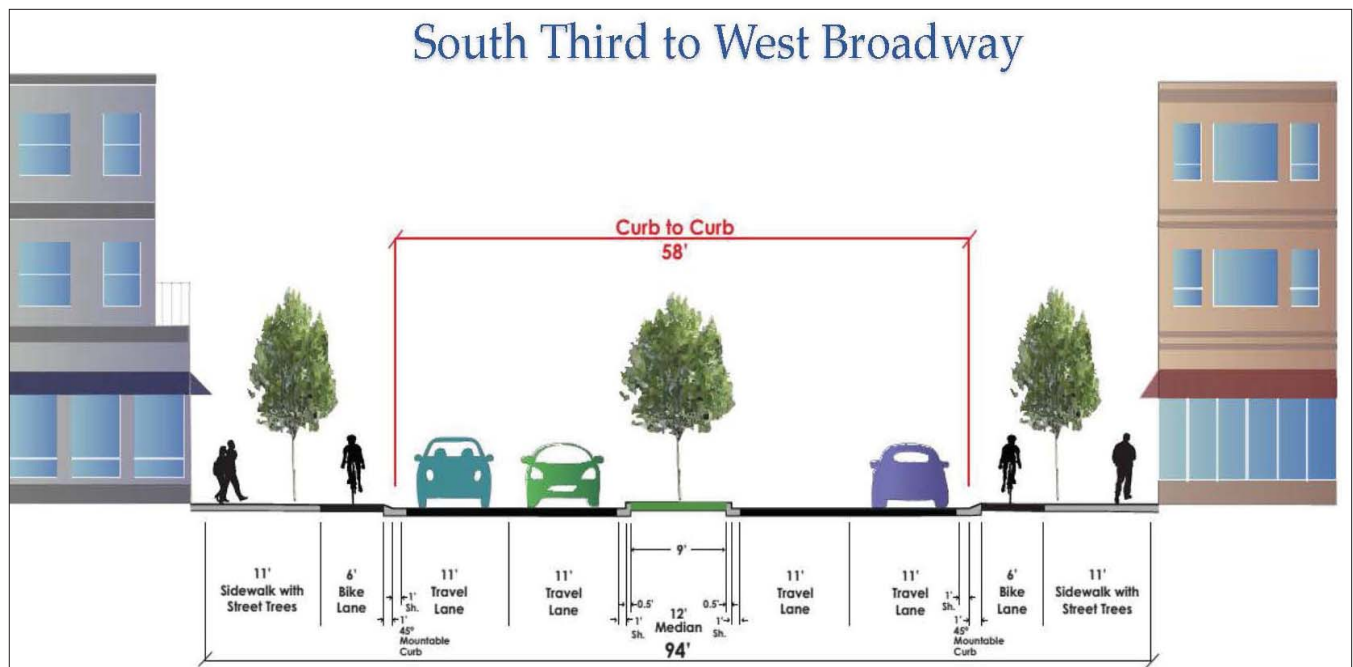 South Third to West Broadway
Curb to Curb
58'
11'
Sidewalk with
Street Trees
6'
Bike
Lane
1'
Sh.
1'
45°
Mountable
Curb
11'
Travel
Lane
11'
Travel
Lane
0.5'
1'
Sh.
9'
12'
Median
94'
0.5'
1'
Sh.
11'
Travel
Lane
11'
Travel
Lane
1'
Sh.
1'
45°
Mountable
Curb
6'
Bike
Lane
11'
Sidewalk with
Street Trees